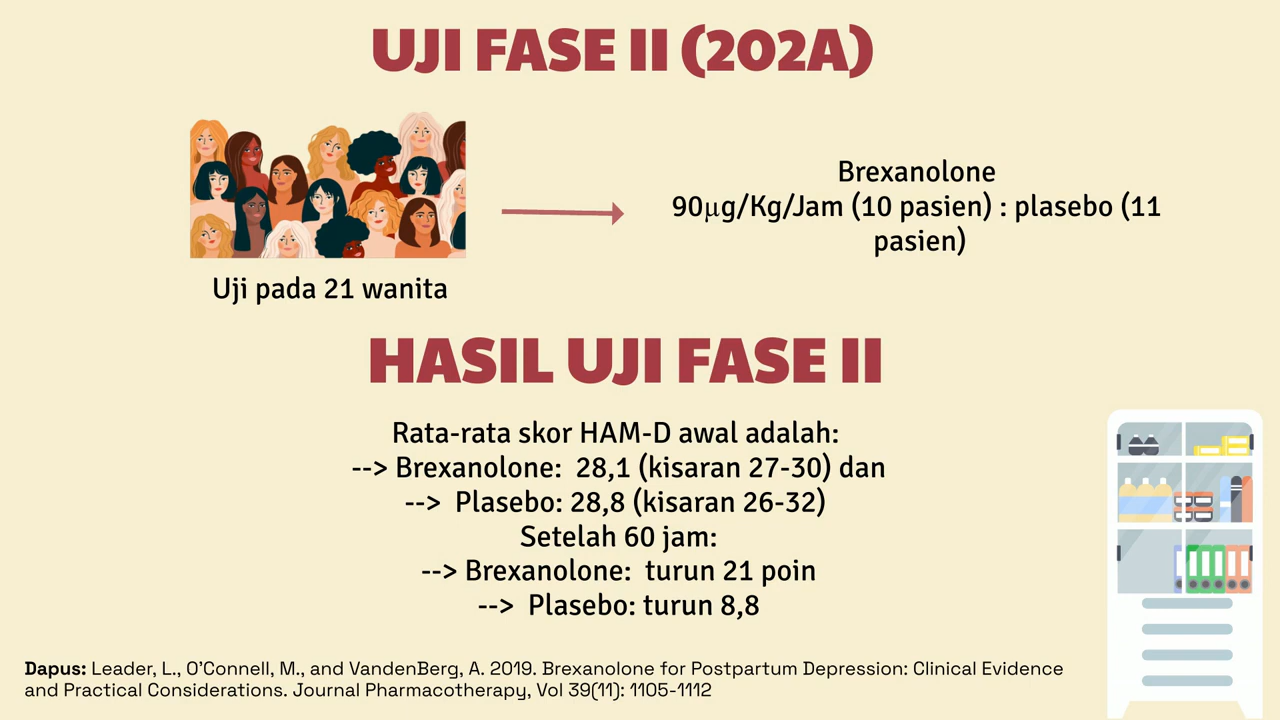 UJI FASE II (202A)
Brexanolone
90µg/Kg/Jam (10 pasien) : plasebo (11
pasien)
Uji pada 21 wanita
HASIL UJI FASE II
Rata-rata skor HAM-D awal adalah:
--> Brexanolone:  28,1 (kisaran 27-30) dan
-->  Plasebo: 28,8 (kisaran 26-32)
Setelah 60 jam:
--> Brexanolone:  turun 21 poin
-->  Plasebo: turun 8,8
Dapus: Leader, L., O'Connell, M., and VandenBerg, A. 2019. Brexanolone for Postpartum Depression: Clinical Evidence
and Practical Considerations. Journal Pharmacotherapy, Vol 39(11): 1105-1112